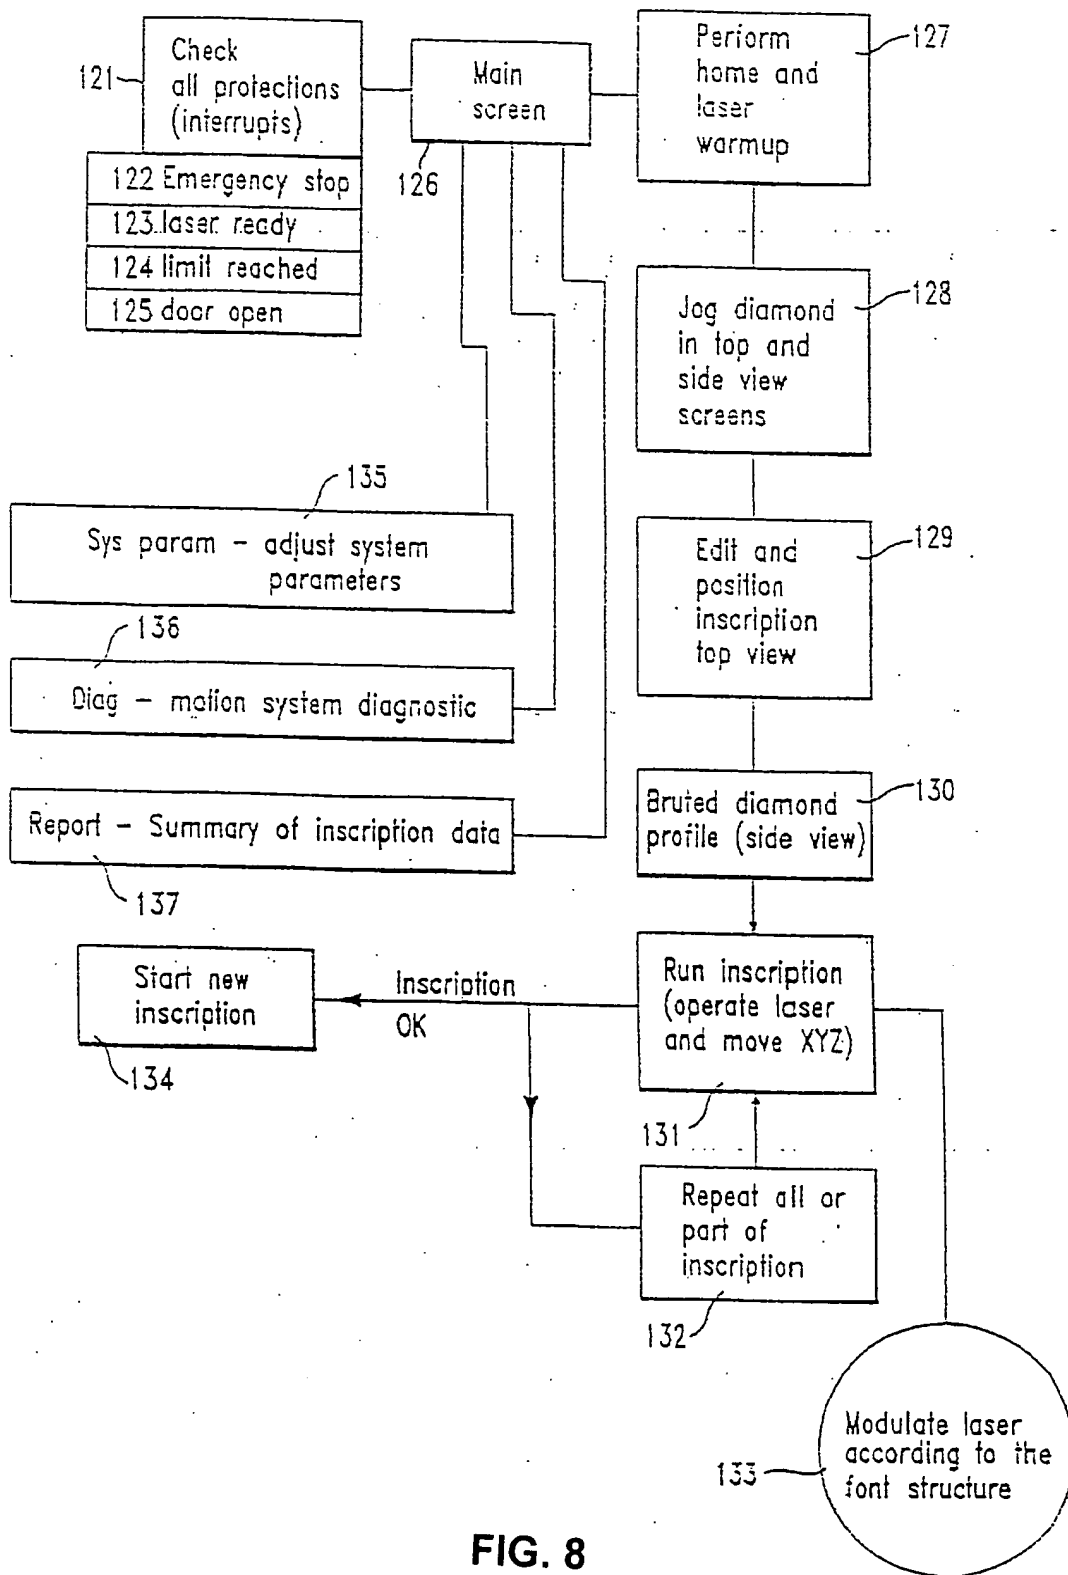 121
Check
all protections
(interrupts)
122 Emergency stop
123 laser ready
124 limit reached
125 door open
Main
screen
126
Perform
home and
laser
warmup
127
Jog diamond
in top and
side view
screens
128
Edit and
position
inscription
top view
129
Bruted diamond
profile (side view)
130
135
Sys param - adjust system
parameters
136
Diag - motion system diagnostic
Report - Summary of inscription data
137
Start new
inscription
134
Inscription
OK
Run inscription
(operate laser
and move XYZ)
131
Repeat all or
part of
inscription
132
133
Modulate laser
according to the
font structure
FIG. 8